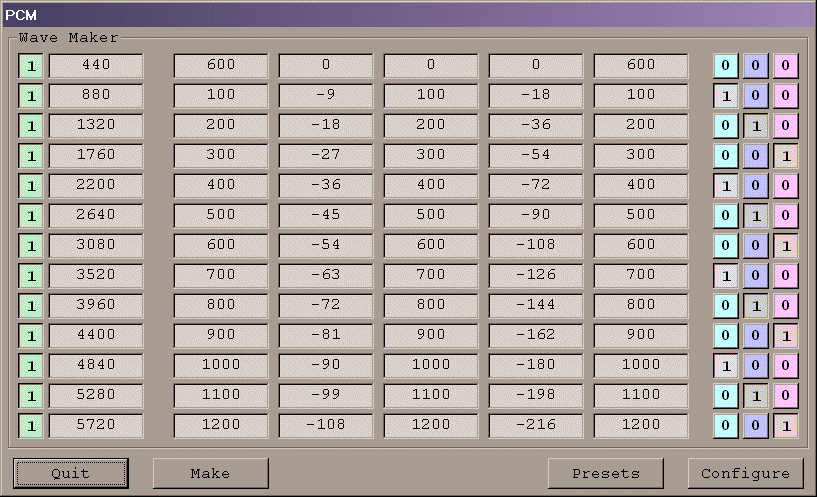 PCM
Wave Maker
1 440 600 0 0 0 600 0 0 0
1 880 100 -9 100 -18 100 1 0 0
1 1320 200 -18 200 -36 200 0 1 0
1 1760 300 -27 300 -54 300 0 0 1
1 2200 400 -36 400 -72 400 1 0 0
1 2640 500 -45 500 -90 500 0 1 0
1 3080 600 -54 600 -108 600 0 0 1
1 3520 700 -63 700 -126 700 1 0 0
1 3960 800 -72 800 -144 800 0 1 0
1 4400 900 -81 900 -162 900 0 0 1
1 4840 1000 -90 1000 -180 1000 1 0 0
1 5280 1100 -99 1100 -198 1100 0 1 0
1 5720 1200 -108 1200 -216 1200 0 0 1
Quit Make Presets Configure